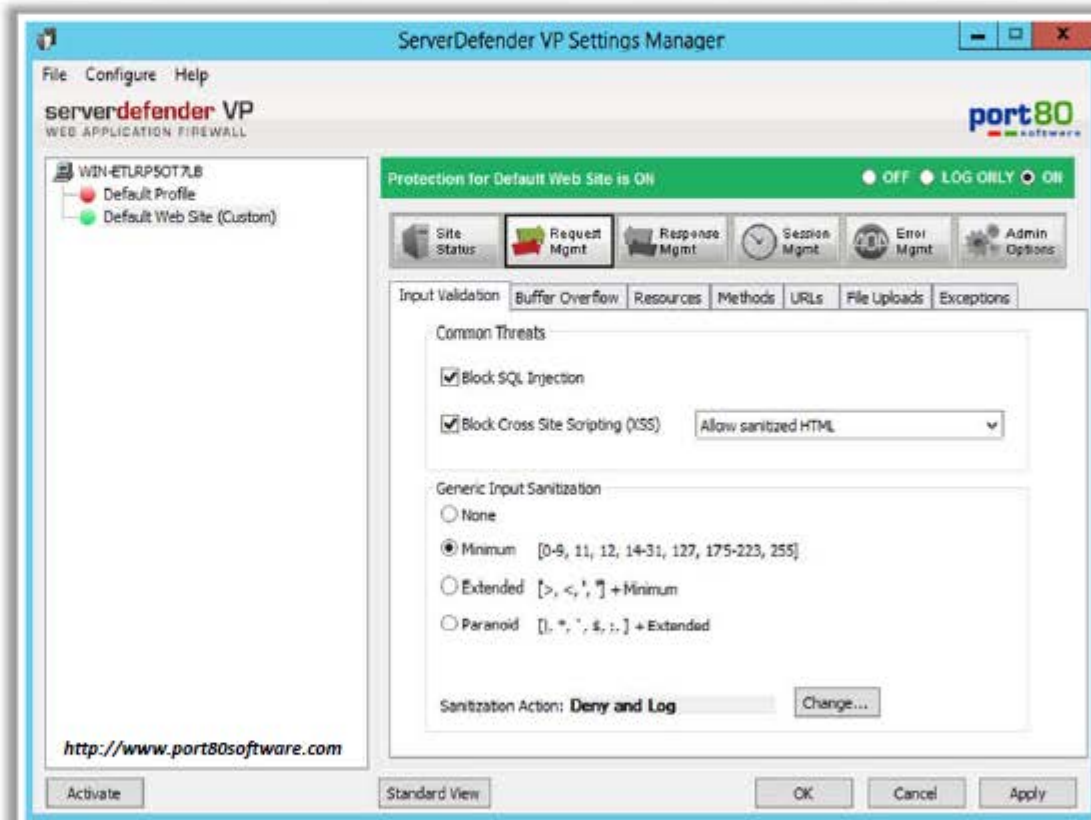 ServerDefender VP Settings Manager
File Configure Help
serverdefender VP
WEB APPLICATION FIREWALL
port80
software
WIN-ETLRP5OT7LB
Default Profile
Default Web Site (Custom)
http://www.port80software.com
Protection for Default Web Site is ON
OFF LOG ONLY ON
Site Status
Request Mgmt
Response Mgmt
Session Mgmt
Error Mgmt
Admin Options
Input Validation Buffer Overflow Resources Methods URLs File Uploads Exceptions
Common Threats
Block SQL Injection
Block Cross Site Scripting (XSS) Allow sanitized HTML
Generic Input Sanitization
None
Minimum [0-9, 11, 12, 14-31, 127, 175-223, 255]
Extended [>, <, ', "] + Minimum
Paranoid + Extended
Sanitization Action: Deny and Log Change...
Activate Standard View OK Cancel Apply